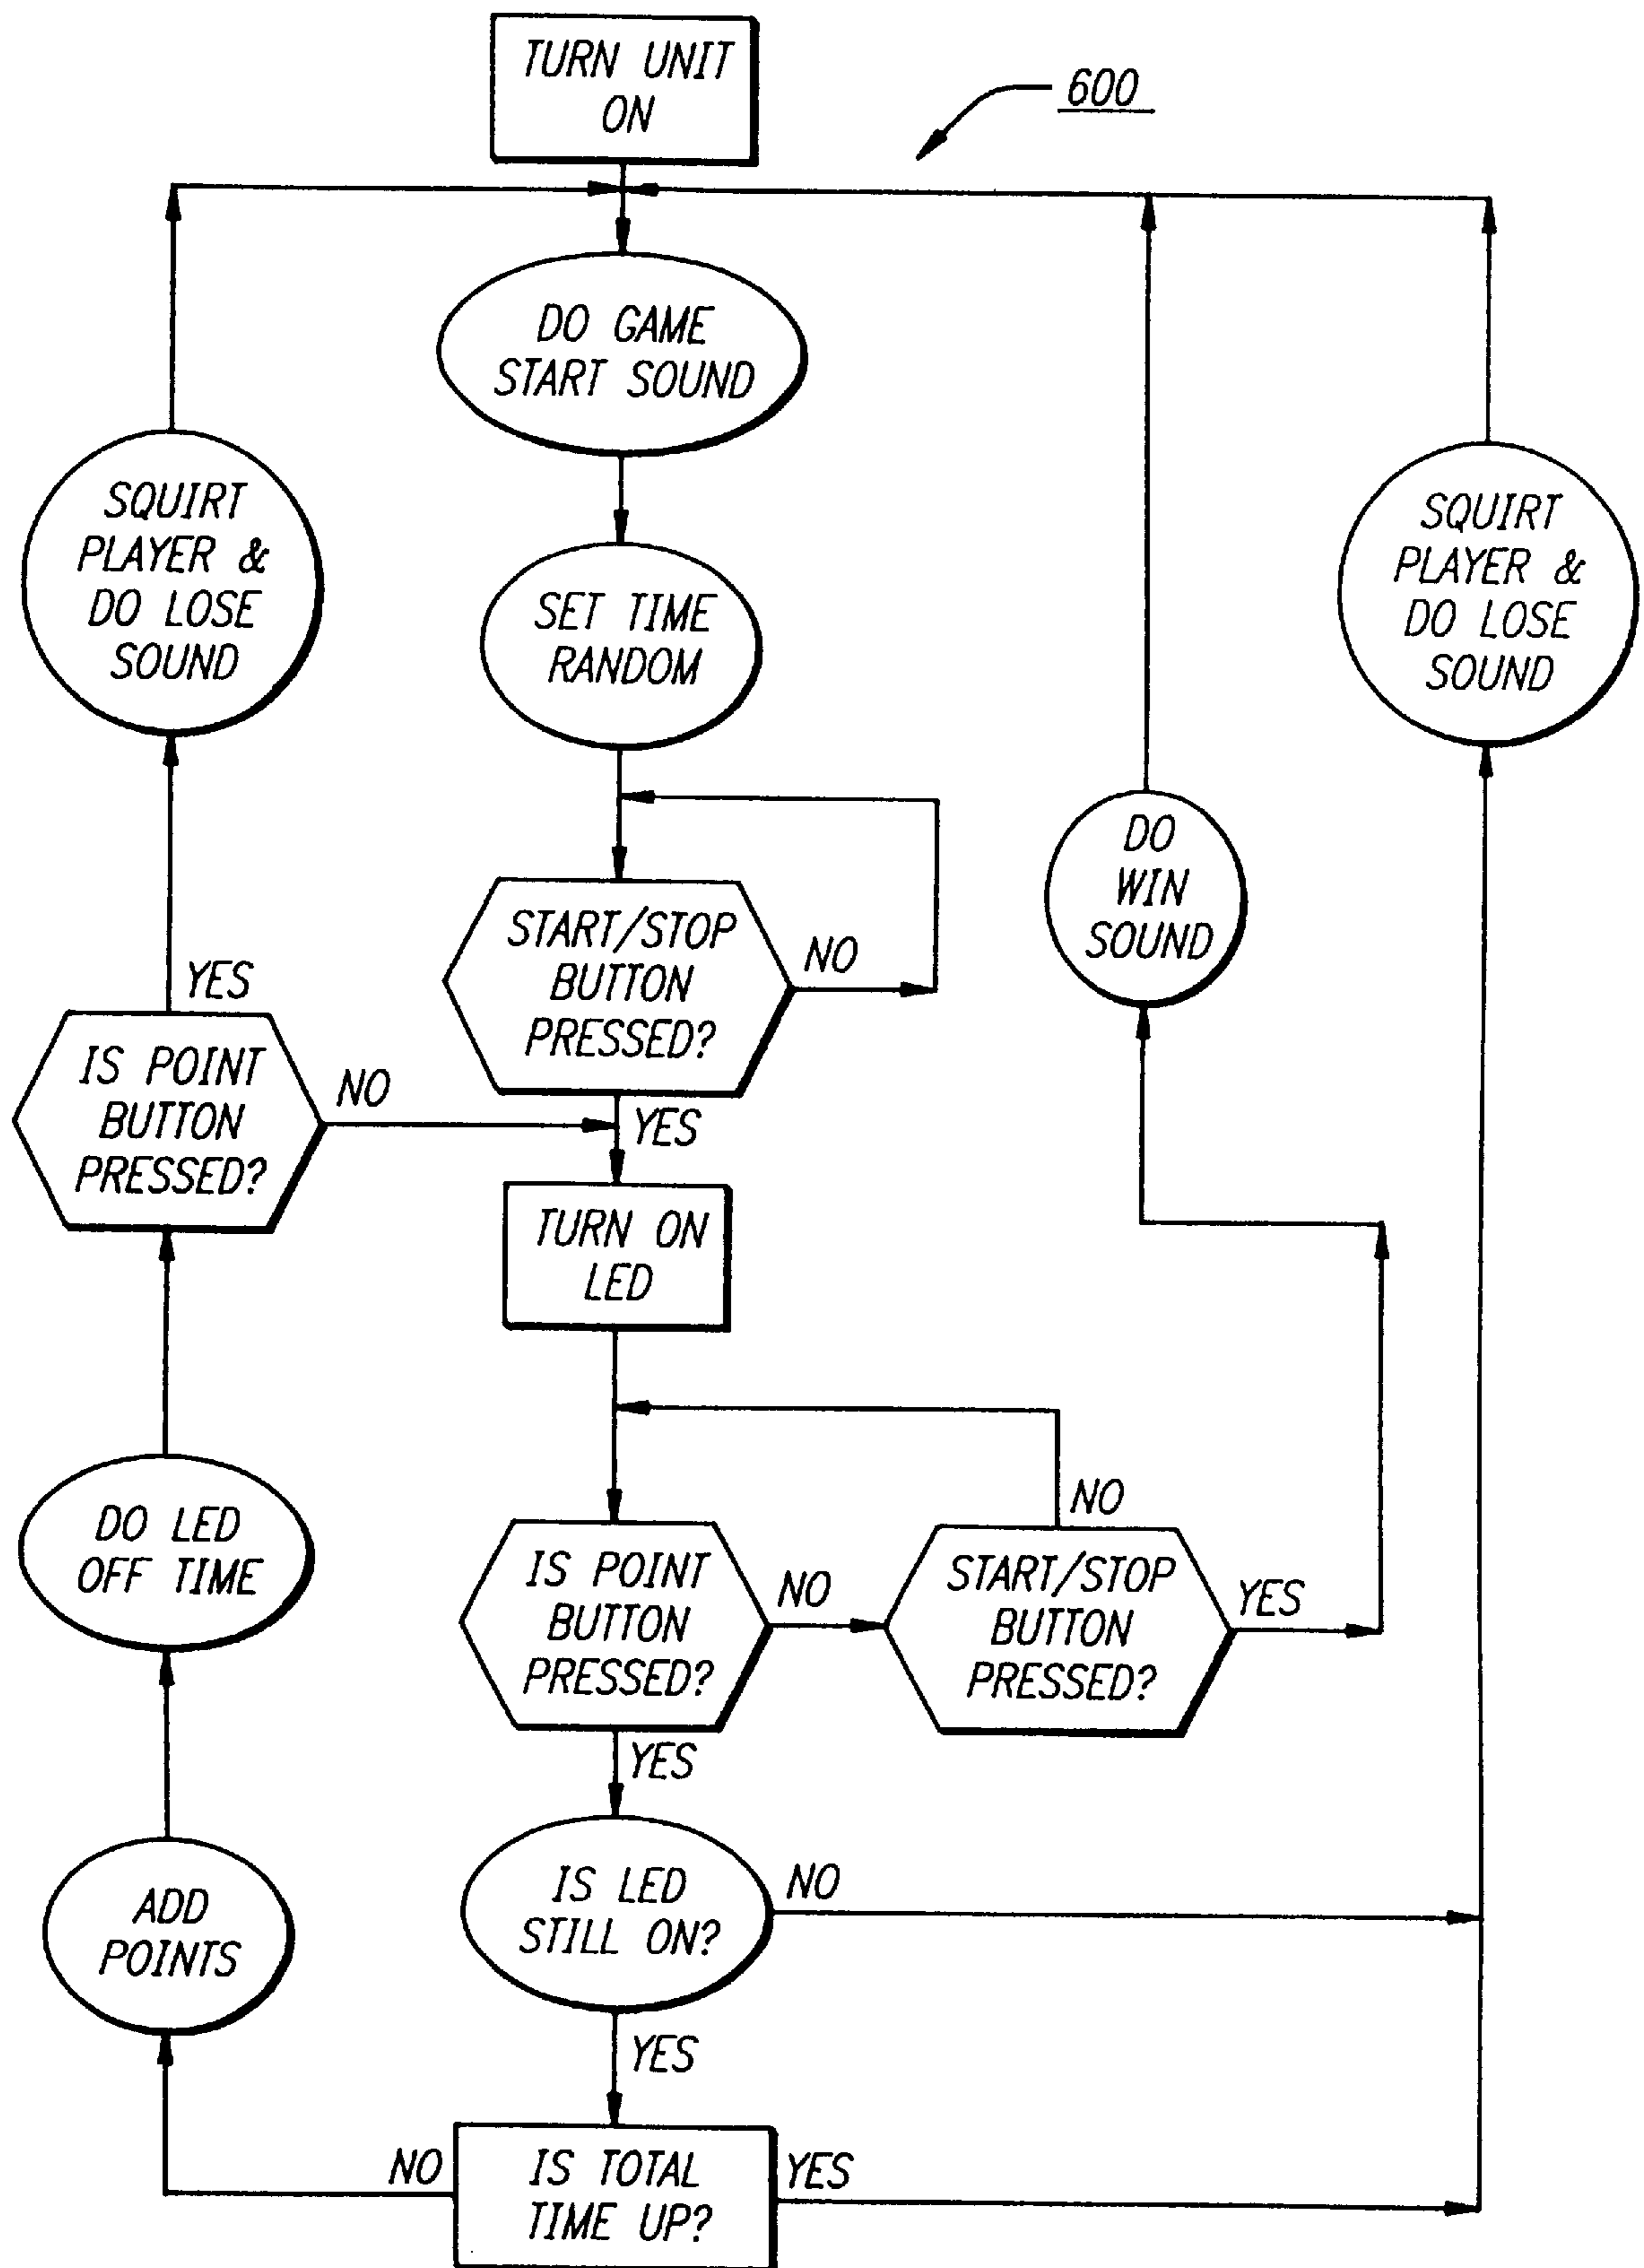 TURN UNIT
ON
600
DO GAME
START SOUND
SQUIRT
PLAYER &
DO LOSE
SOUND
SET TIME
RANDOM
SQUIRT
PLAYER &
DO LOSE
SOUND
DO
WIN
SOUND
START/STOP
BUTTON
PRESSED?
NO
YES
YES
IS POINT
BUTTON
PRESSED?
NO
TURN ON
LED
DO LED
OFF TIME
IS POINT
BUTTON
PRESSED?
NO
START/STOP
BUTTON
PRESSED?
NO
YES
YES
IS LED
STILL ON?
NO
YES
ADD
POINTS
IS TOTAL
TIME UP?
NO
YES